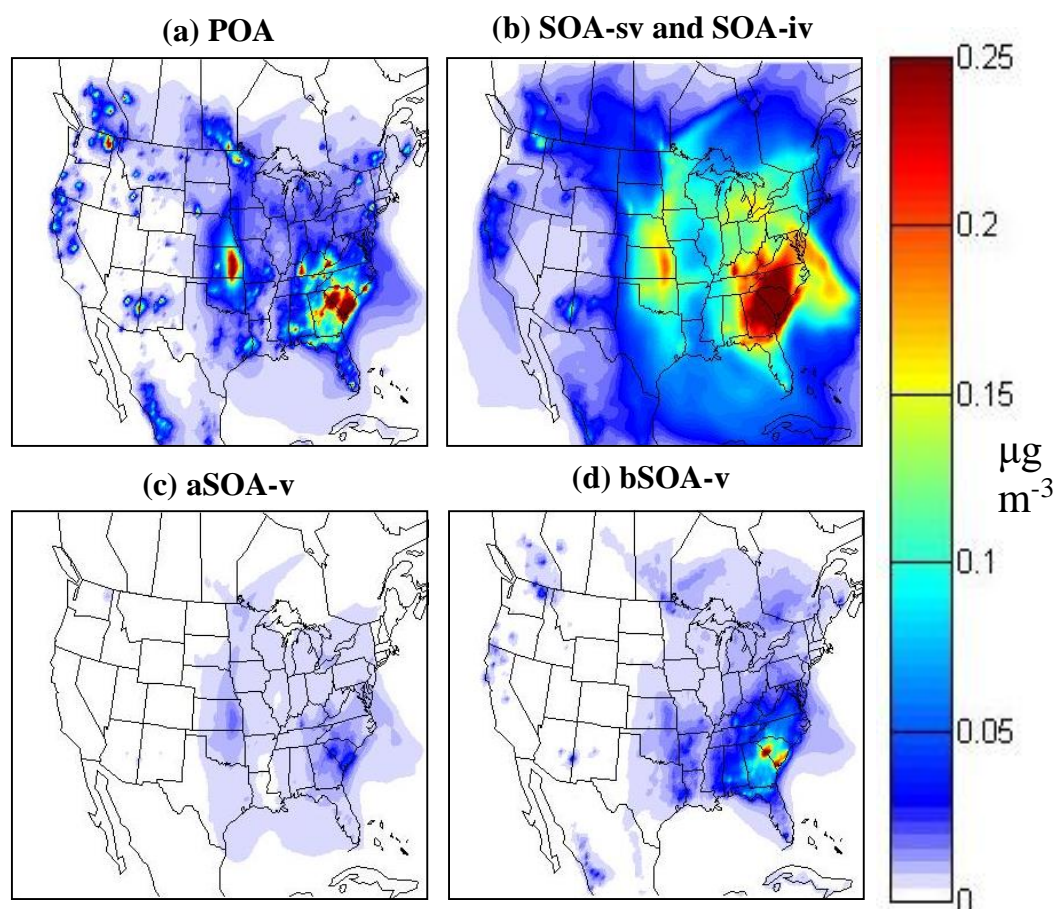 (a) POA
(b) SOA-sv and SOA-iv
0.25
0.2
0.15
μg
m-3
0.1
0.05
0
(c) aSOA-v
(d) bSOA-v